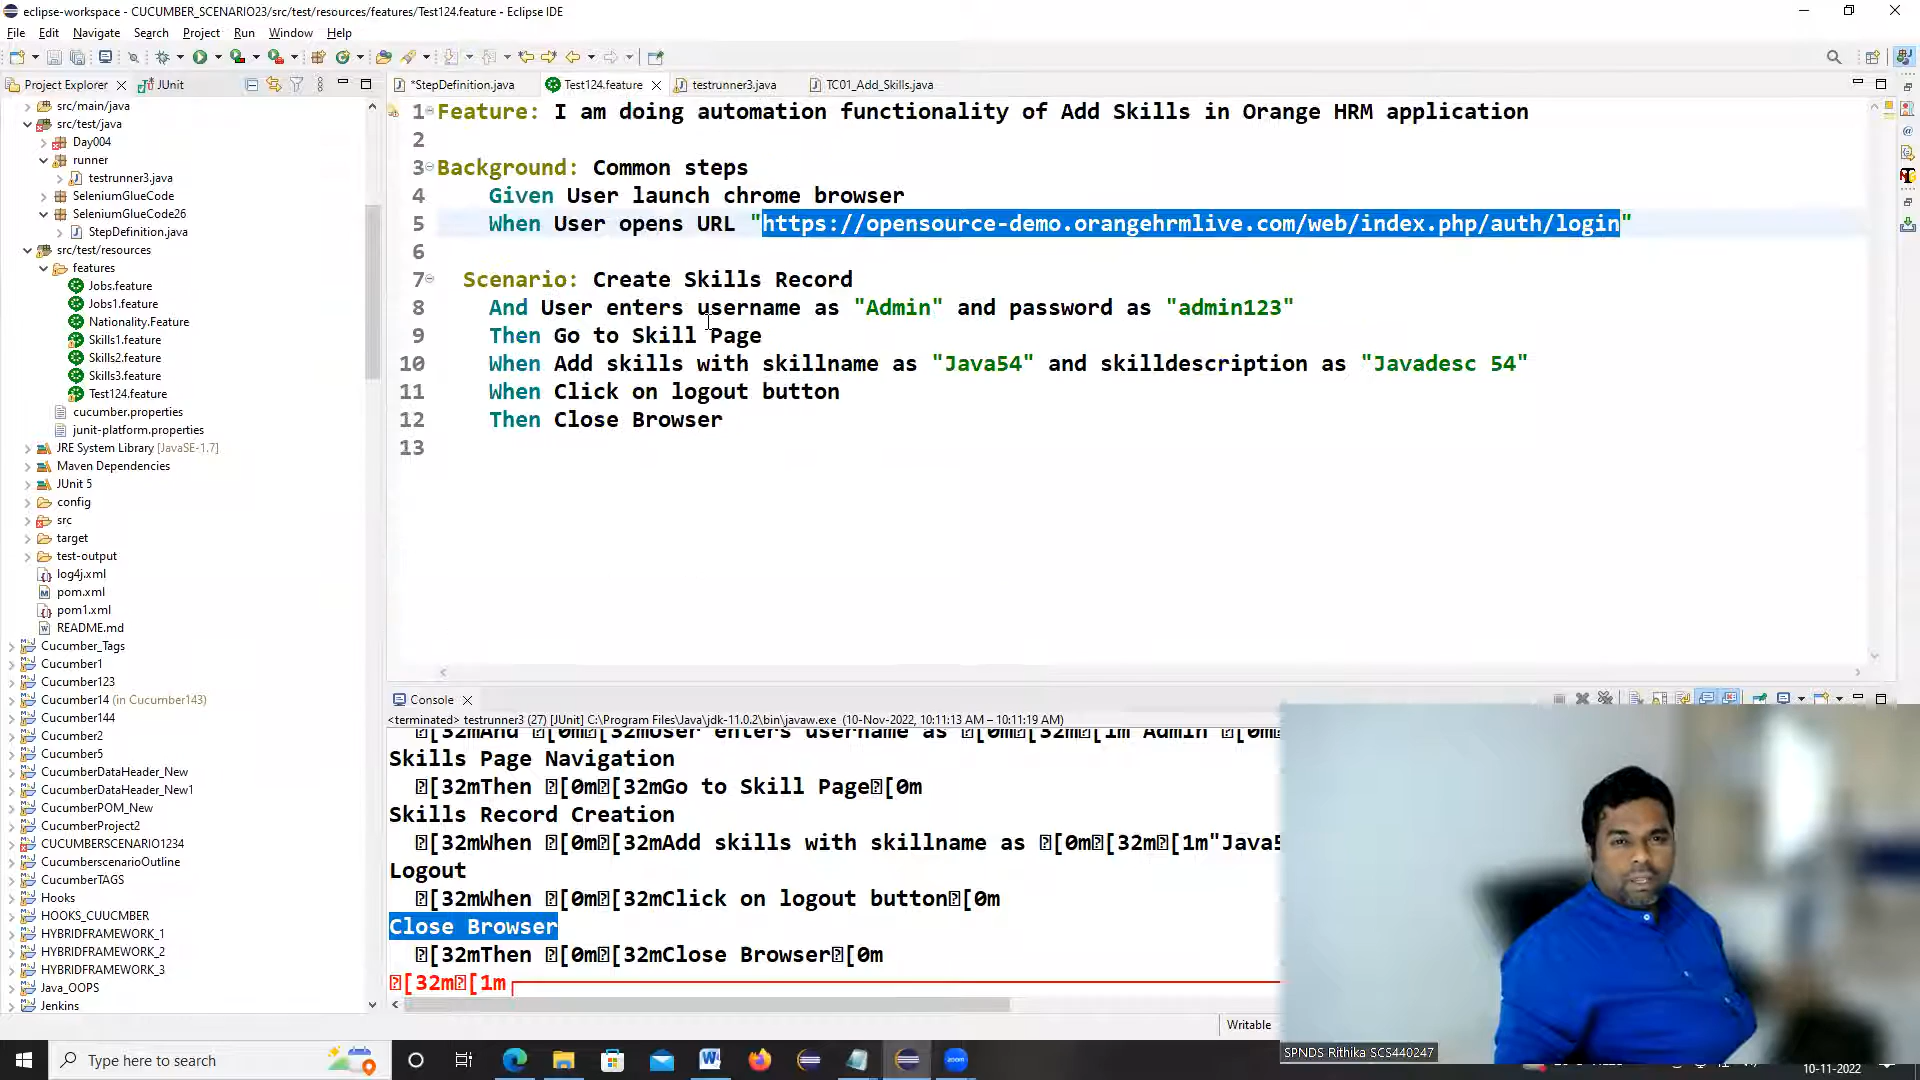 eclipse-workspace - CUCUMBER_SCENARIO23/src/test/resources/features/Test124.feature - Eclipse IDE
File Edit Navigate Search Project Run Window Help
Project Explorer JUnit
*StepDefinition.java Test124.feature testrunner3.java TC01_Add_Skills.java
src/main/java
src/test/java
Day004
runner
testrunner3.java
SeleniumGlueCode
SeleniumGlueCode26
StepDefinition.java
src/test/resources
features
Jobs.feature
Jobs1.feature
Nationality.Feature
Skills1.feature
Skills2.feature
Skills3.feature
Test124.feature
cucumber.properties
junit-platform.properties
JRE System Library [JavaSE-1.7]
Maven Dependencies
JUnit 5
config
src
target
test-output
log4j.xml
pom.xml
pom1.xml
README.md
Cucumber_Tags
Cucumber1
Cucumber123
Cucumber14 (in Cucumber143)
Cucumber144
Cucumber2
Cucumber5
CucumberDataHeader_New
CucumberDataHeader_New1
CucumberPOM_New
CucumberProject2
CUCUMBERSCENARIO1234
CucumberscenarioOutline
CucumberTAGS
Hooks
HOOKS_CUUCMBER
HYBRIDFRAMEWORK_1
HYBRIDFRAMEWORK_2
HYBRIDFRAMEWORK_3
Java_OOPS
Jenkins
1 Feature: I am doing automation functionality of Add Skills in Orange HRM application
2
3 Background: Common steps
4 Given User launch chrome browser
5 When User opens URL "https://opensource-demo.orangehrmlive.com/web/index.php/auth/login"
6
7 Scenario: Create Skills Record
8 And User enters username as "Admin" and password as "admin123"
9 Then Go to Skill Page
10 When Add skills with skillname as "Java54" and skilldescription as "Javadesc 54"
11 When Click on logout button
12 Then Close Browser
13
Console
<terminated> testrunner3 (27) [JUnit] C:\Program Files\Java\jdk-11.0.2\bin\javaw.exe (10-Nov-2022, 10:11:13 AM – 10:11:19 AM)
[32mAnd [0m[32mUser enters username as [0m[32m[1m Admin [0m
Skills Page Navigation
[32mThen [0m[32mGo to Skill Page[0m
Skills Record Creation
[32mWhen [0m[32mAdd skills with skillname as [0m[32m[1m"Java5
Logout
[32mWhen [0m[32mClick on logout button[0m
Close Browser
[32mThen [0m[32mClose Browser[0m
[32m[1m
Writable
SPNDS Rithika SCS440247
Type here to search
10-11-2022